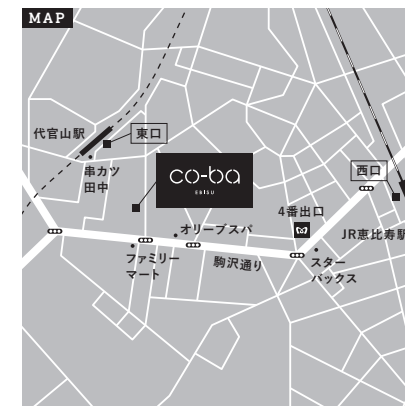 MAP
代官山駅
東口
串カツ
田中
co-ba
EBISU
西口
4番出口
JR恵比寿駅
オリーブスパ
ファミリー
マート
駒沢通り
スター
バックス